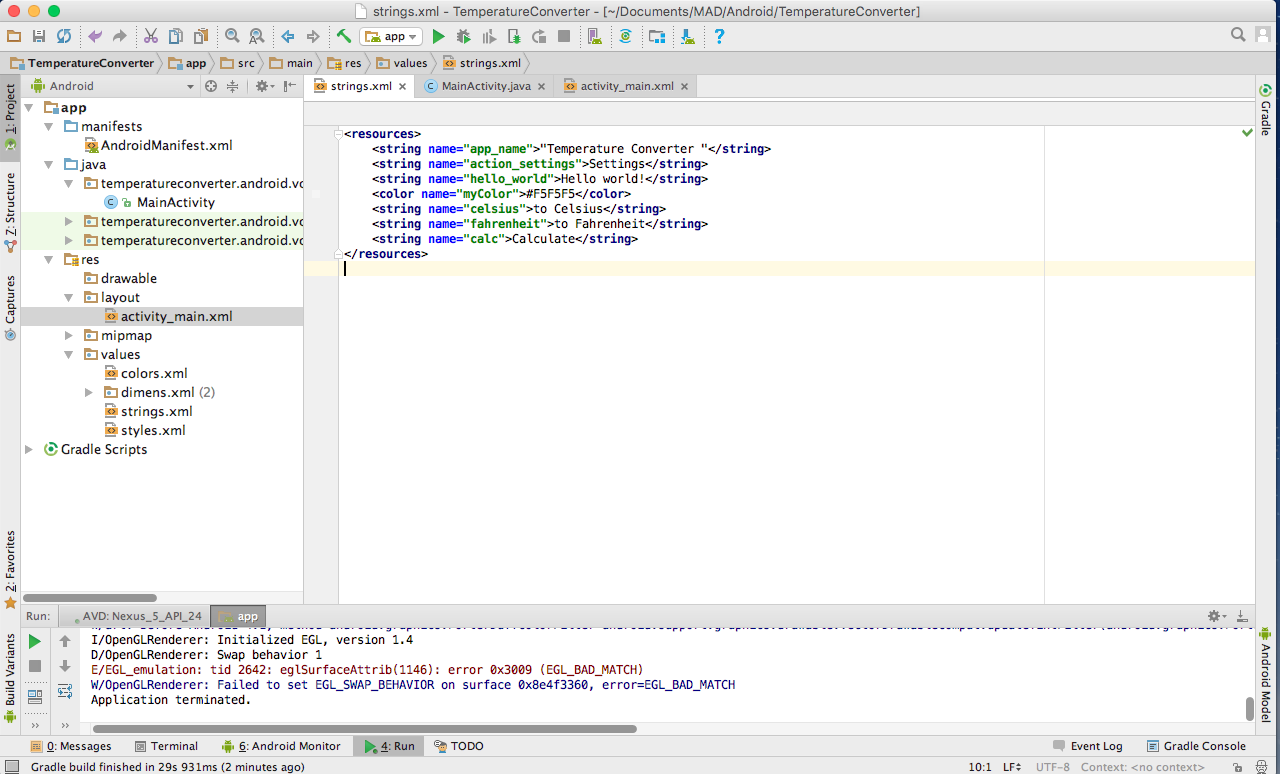 strings.xml - TemperatureConverter - [~/Documents/MAD/Android/TemperatureConverter]
app
TemperatureConverter app src main res values strings.xml
1: Project
Z: Structure
Captures
2: Favorites
Build Variants
Android
app
manifests
AndroidManifest.xml
java
temperatureconverter.android.vo
MainActivity
temperatureconverter.android.vo
temperatureconverter.android.vo
res
drawable
layout
activity_main.xml
mipmap
values
colors.xml
dimens.xml (2)
strings.xml
styles.xml
Gradle Scripts
strings.xml MainActivity.java activity_main.xml
<resources>
<string name="app_name">"Temperature Converter "</string>
<string name="action_settings">Settings</string>
<string name="hello_world">Hello world!</string>
<color name="myColor">#F5F5F5</color>
<string name="celsius">to Celsius</string>
<string name="fahrenheit">to Fahrenheit</string>
<string name="calc">Calculate</string>
</resources>
Gradle
Android Model
Run: AVD: Nexus_5_API_24 app
I/OpenGLRenderer: Initialized EGL, version 1.4
D/OpenGLRenderer: Swap behavior 1
E/EGL_emulation: tid 2642: eglSurfaceAttrib(1146): error 0x3009 (EGL_BAD_MATCH)
W/OpenGLRenderer: Failed to set EGL_SWAP_BEHAVIOR on surface 0x8e4f3360, error=EGL_BAD_MATCH
Application terminated.
0: Messages Terminal 6: Android Monitor 4: Run TODO Event Log Gradle Console
Gradle build finished in 29s 931ms (2 minutes ago) 10:1 LF UTF-8 Context: <no context>